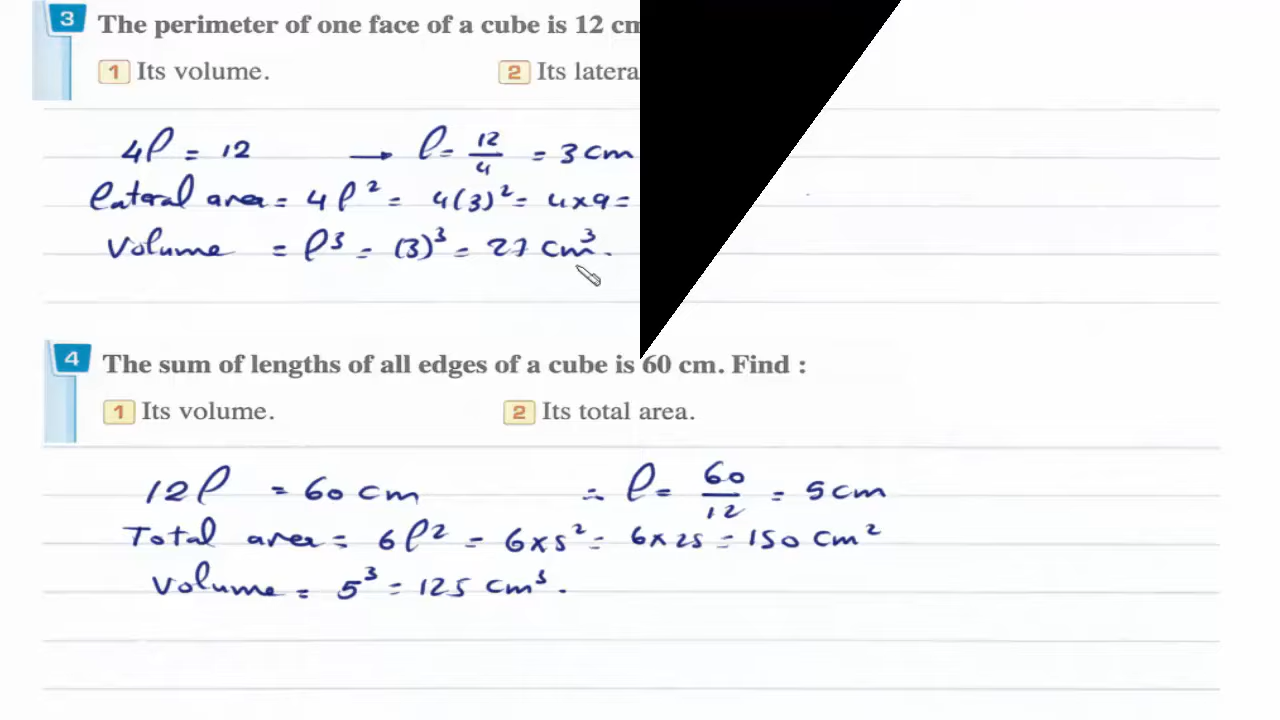 3 The perimeter of one face of a cube is 12 cm
1 Its volume. 2 Its latera
4ℓ = 12 → ℓ = 12/4 = 3 cm
lateral area = 4ℓ² = 4(3)² = 4×9 =
Volume = ℓ³ = (3)³ = 27 cm³.
4 The sum of lengths of all edges of a cube is 60 cm. Find :
1 Its volume. 2 Its total area.
12ℓ = 60 cm ∴ ℓ = 60/12 = 5 cm
Total area = 6ℓ² = 6×5² = 6×25 = 150 cm²
Volume = 5³ = 125 cm³.